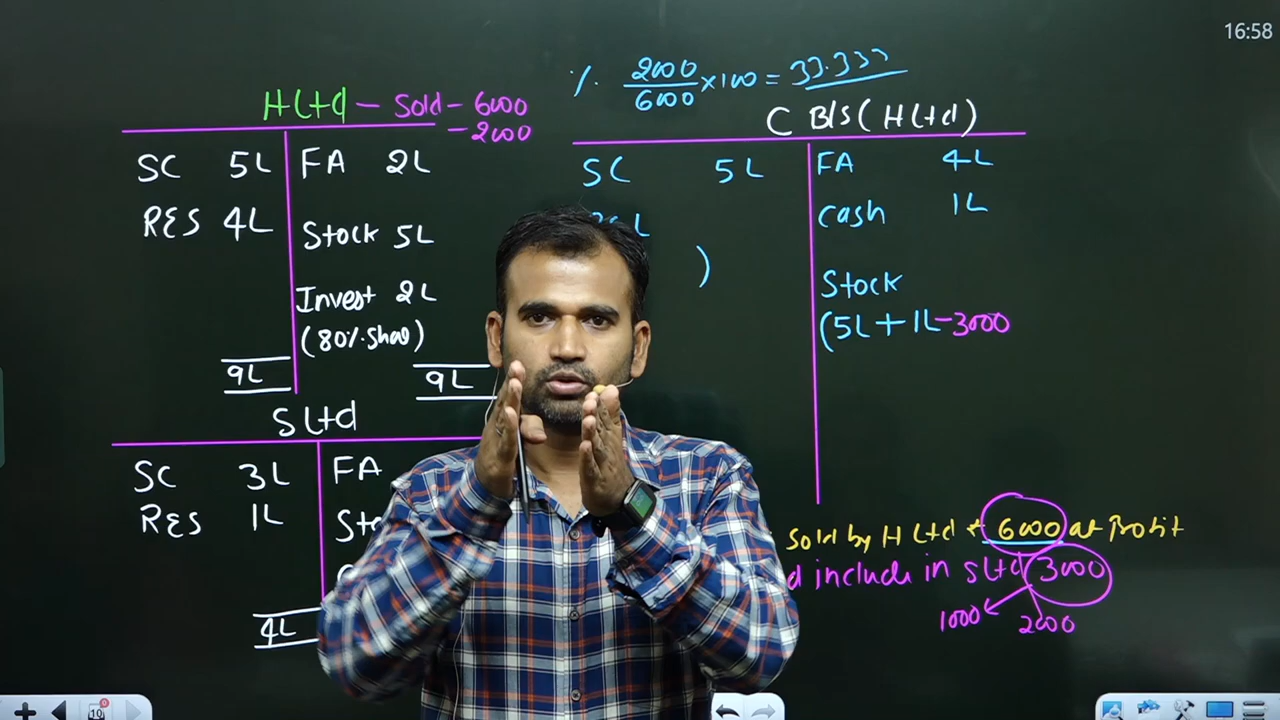 16:58
% 2000/6000 ×100 = 33.333
H Ltd – Sold – 6000
– 2000
SC 5L FA 2L
RES 4L Stock 5L
Invest 2L
(80% Share)
9L 9L
S Ltd
SC 3L FA
RES 1L
4L
C B/S (H Ltd)
SC 5L FA 4L
Cash 1L
)
Stock
(5L + 1L – 3000
Sold by H Ltd 6000 at Profit
include in S Ltd 3000
1000 2000